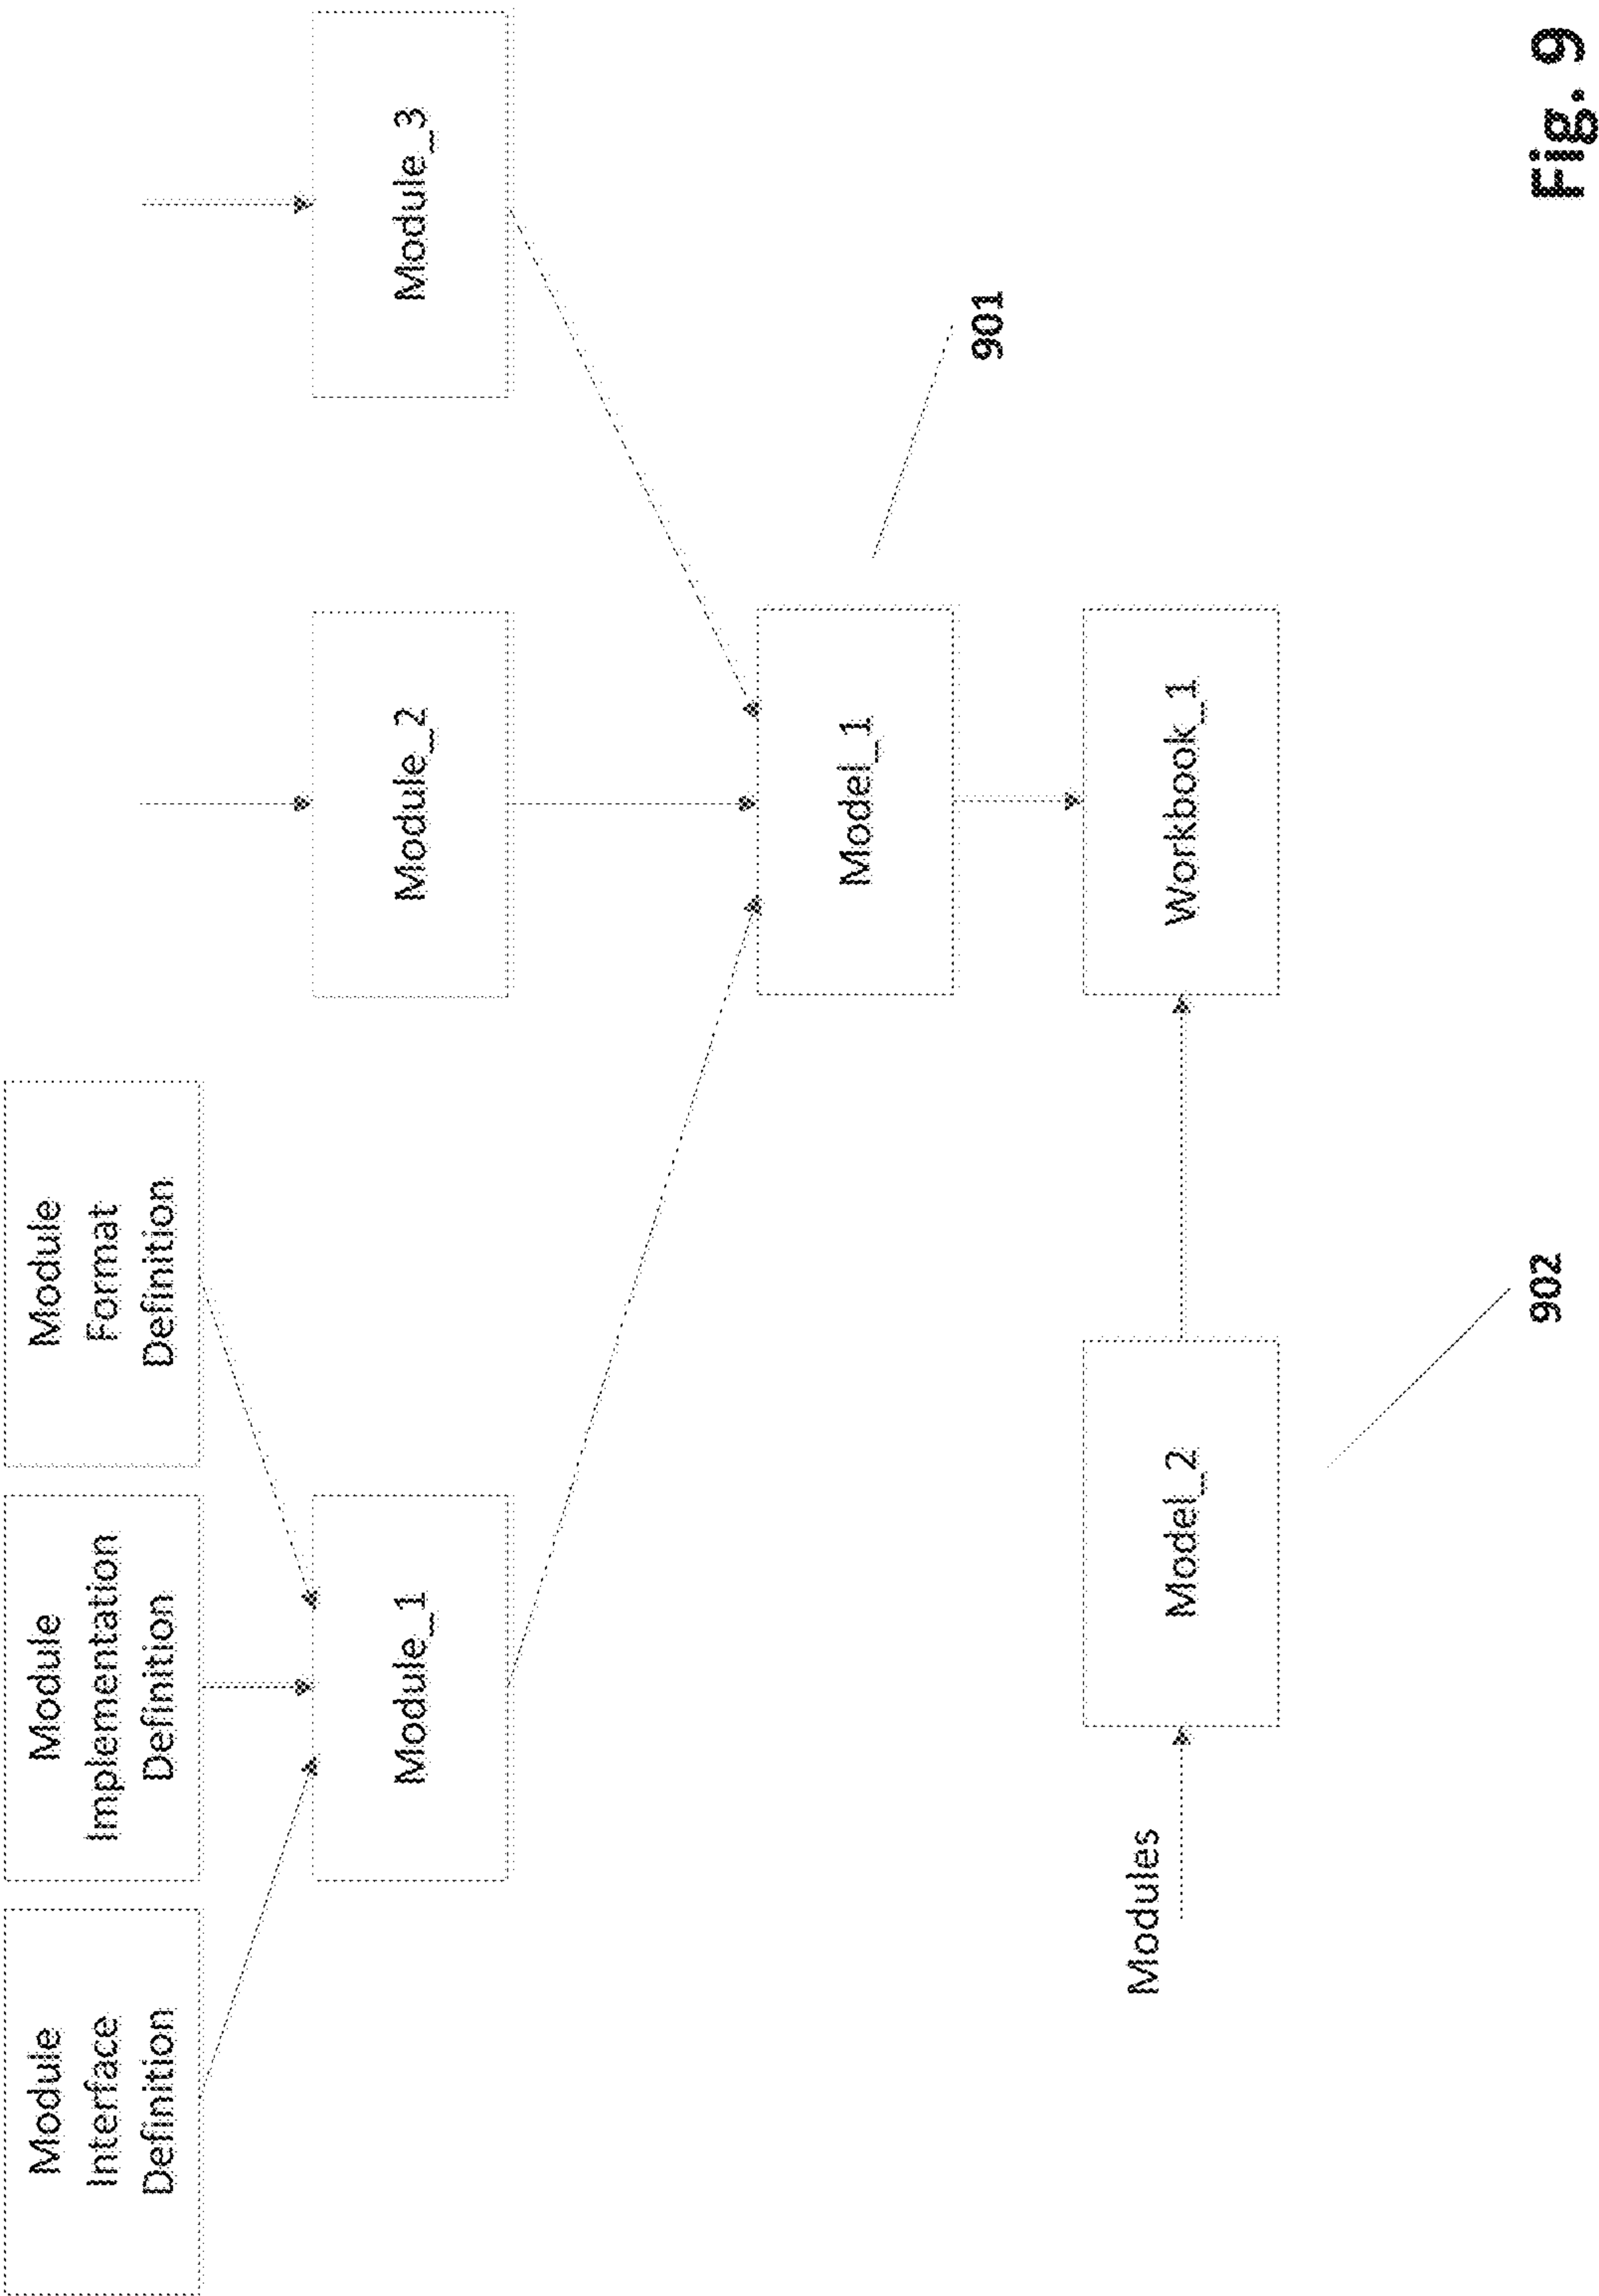 Module
Interface
Definition
Module
Implementation
Definition
Module
Format
Definition
Module_1
Module_2
Module_3
Model_1
901
Modules
Model_2
Workbook_1
902
Fig. 9